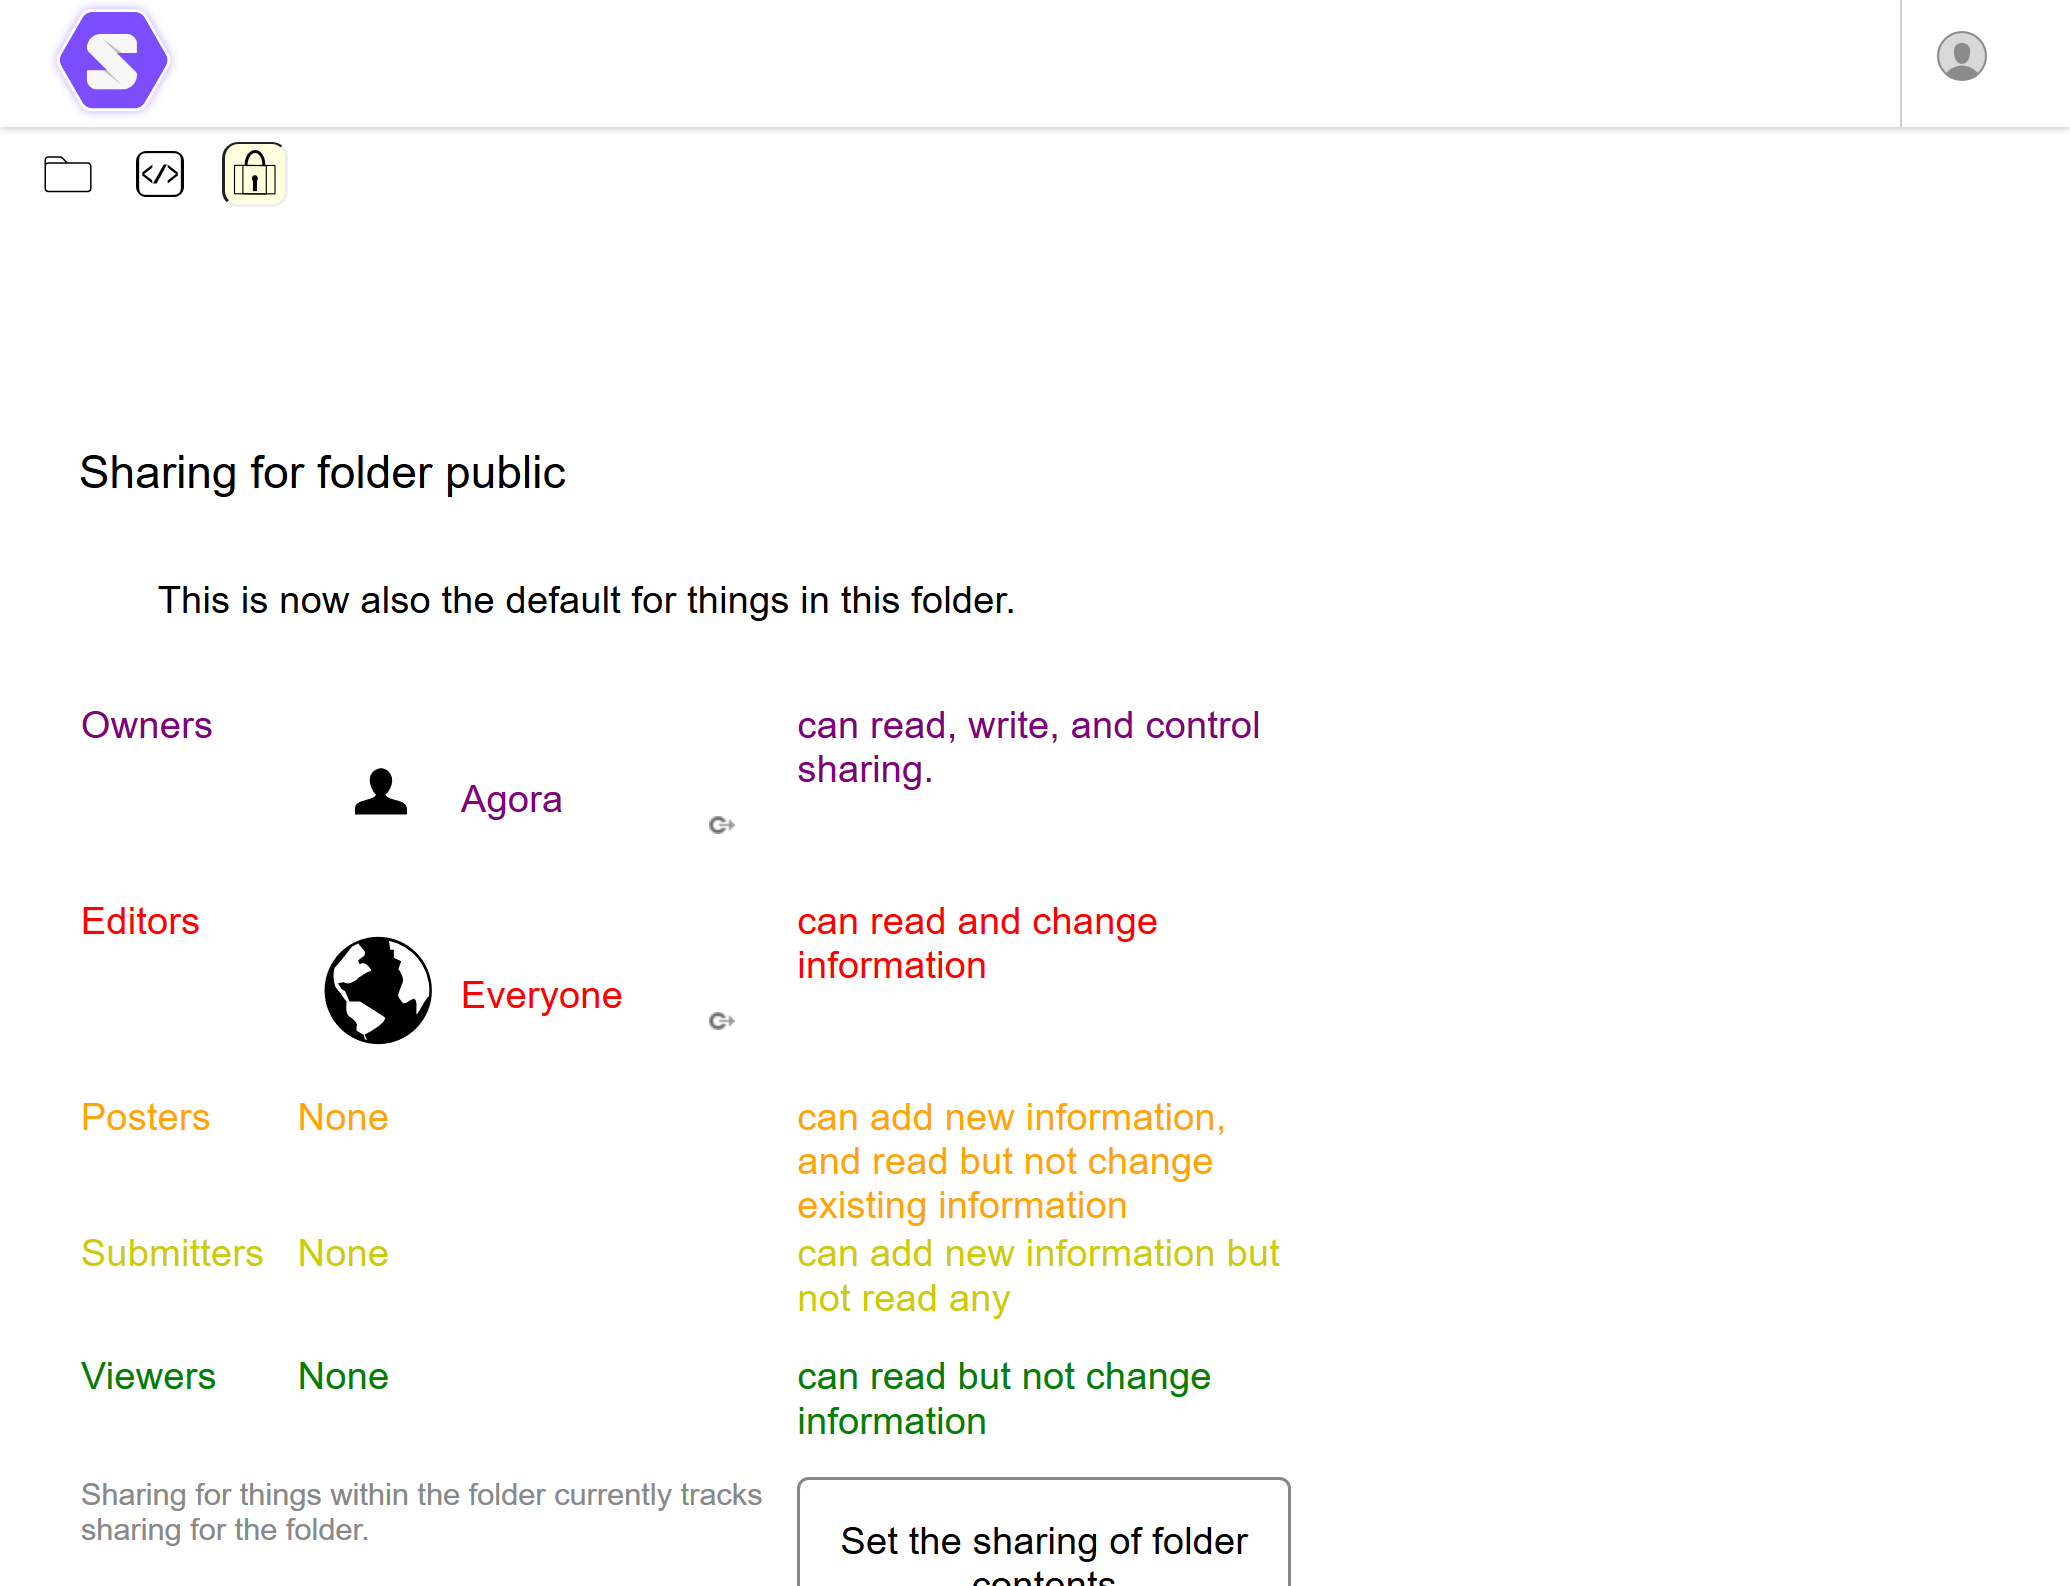 Sharing for folder public
This is now also the default for things in this folder.
Owners
Agora
can read, write, and control
sharing.
Editors
Everyone
can read and change
information
Posters None
can add new information,
and read but not change
existing information
Submitters None
can add new information but
not read any
Viewers None
can read but not change
information
Sharing for things within the folder currently tracks
sharing for the folder.
Set the sharing of folder
contents